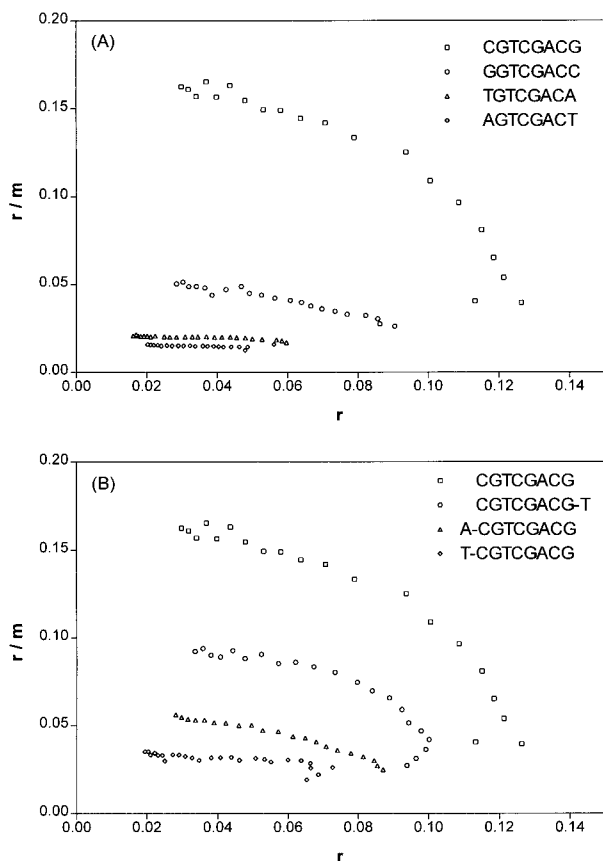 (A)
CGTCGACG
GGTCGACC
TGTCGACA
AGTCGACT
r / m
0.20
0.15
0.10
0.05
0.00
0.00 0.02 0.04 0.06 0.08 0.10 0.12 0.14
r
(B)
CGTCGACG
CGTCGACG-T
A-CGTCGACG
T-CGTCGACG
r / m
0.20
0.15
0.10
0.05
0.00
0.00 0.02 0.04 0.06 0.08 0.10 0.12 0.14
r